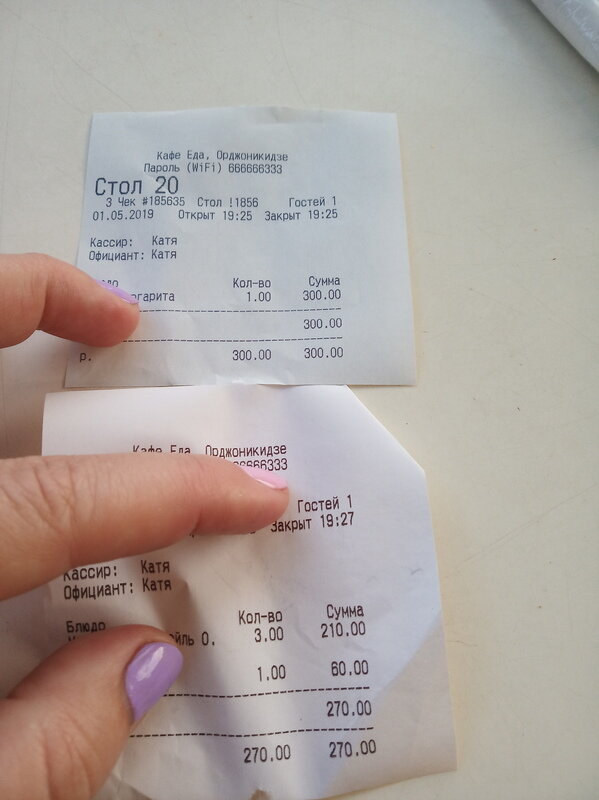 Кафе Еда, Орджоникидзе
Пароль (WiFi) 666666333
Стол 20
3 Чек #185635 Стол !1856 Гостей 1
01.05.2019 Открыт 19:25 Закрыт 19:25
Кассир: Катя
Официант: Катя
Кол-во Сумма
1.00 300.00
300.00
р. 300.00 300.00
Кафе Еда, Орджоникидзе
Гостей 1
Закрыт 19:27
Кассир: Катя
Официант: Катя
Блюдо Кол-во Сумма
О. 3.00 210.00
1.00 60.00
270.00
270.00 270.00